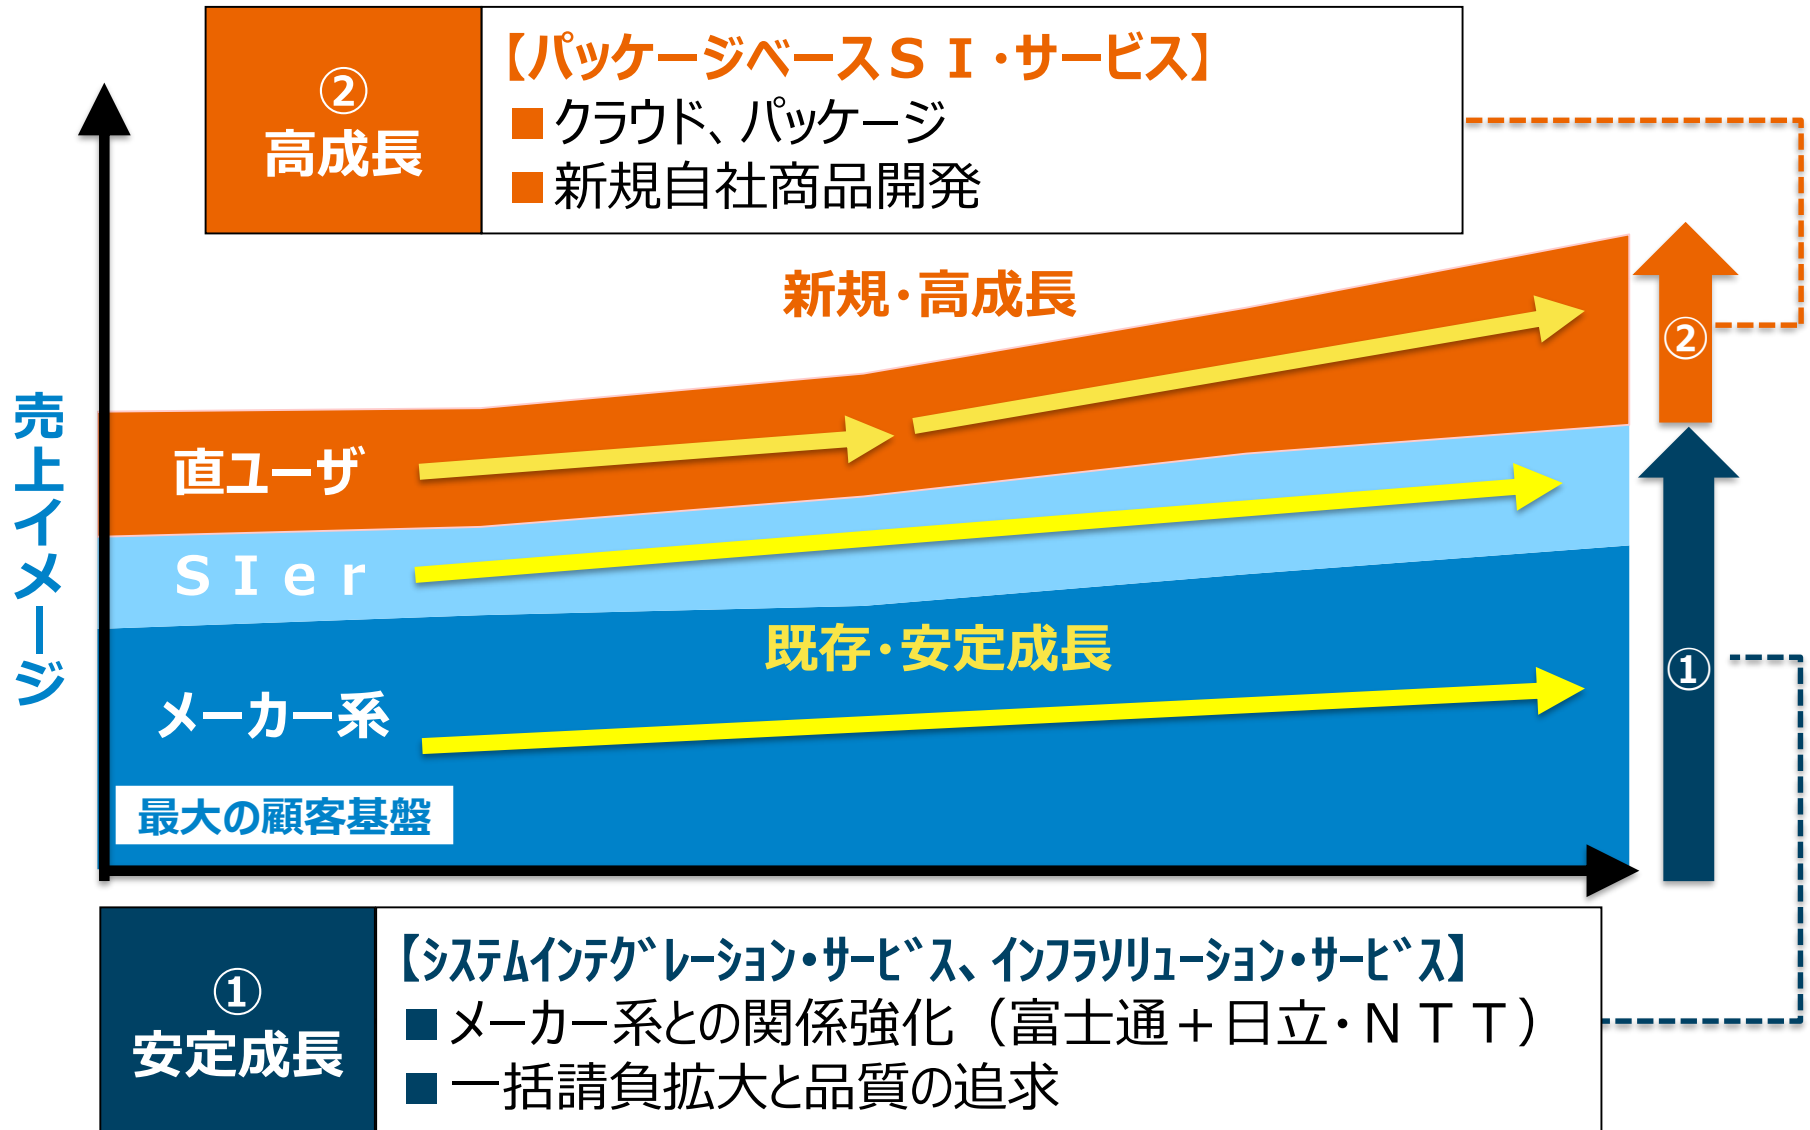 ②
高成長
【パッケージベースＳＩ・サービス】
■クラウド、パッケージ
■新規自社商品開発
新規・高成長
売上イメージ
直ユーザ
ＳＩｅｒ
メーカー系
既存・安定成長
最大の顧客基盤
②
①
①
安定成長
【ｼｽﾃﾑｲﾝﾃｸﾞﾚｰｼｮﾝ・ｻｰﾋﾞｽ、ｲﾝﾌﾗｿﾘｭｰｼｮﾝ・ｻｰﾋﾞｽ】
■メーカー系との関係強化（富士通＋日立・ＮＴＴ）
■一括請負拡大と品質の追求